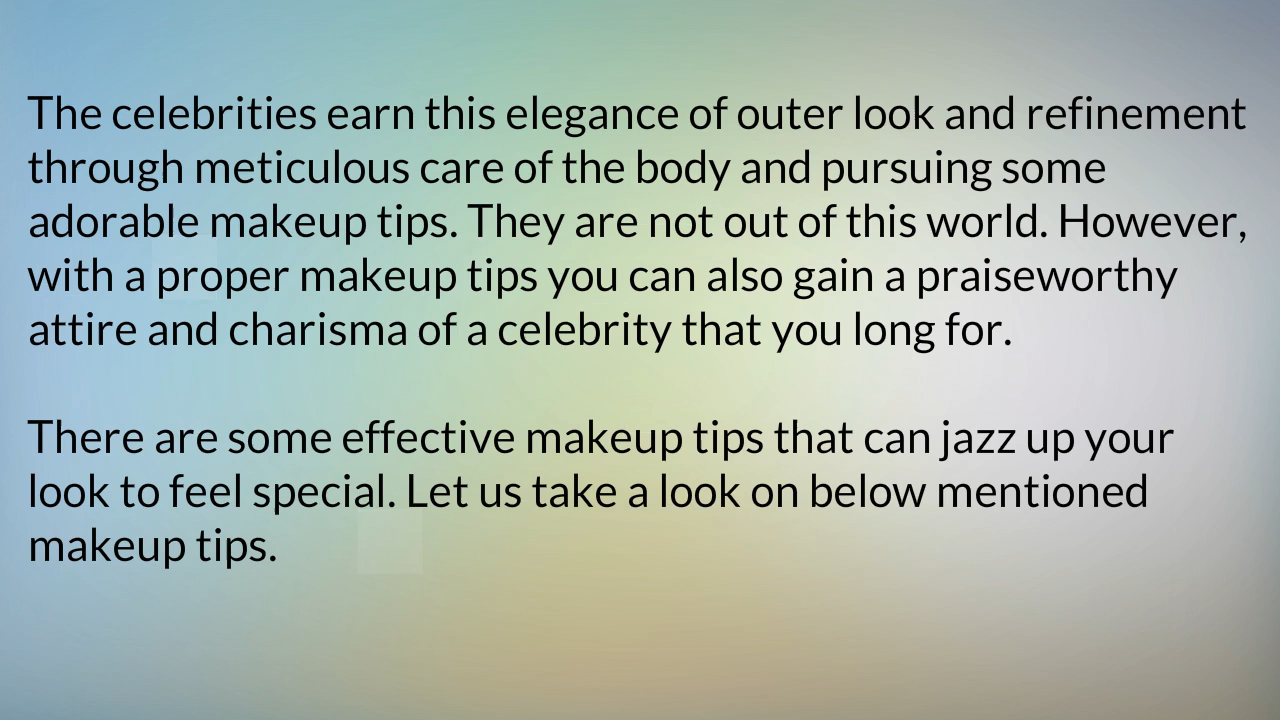 The celebrities earn this elegance of outer look and refinement
through meticulous care of the body and pursuing some
adorable makeup tips. They are not out of this world. However,
with a proper makeup tips you can also gain a praiseworthy
attire and charisma of a celebrity that you long for.
There are some effective makeup tips that can jazz up your
look to feel special. Let us take a look on below mentioned
makeup tips.